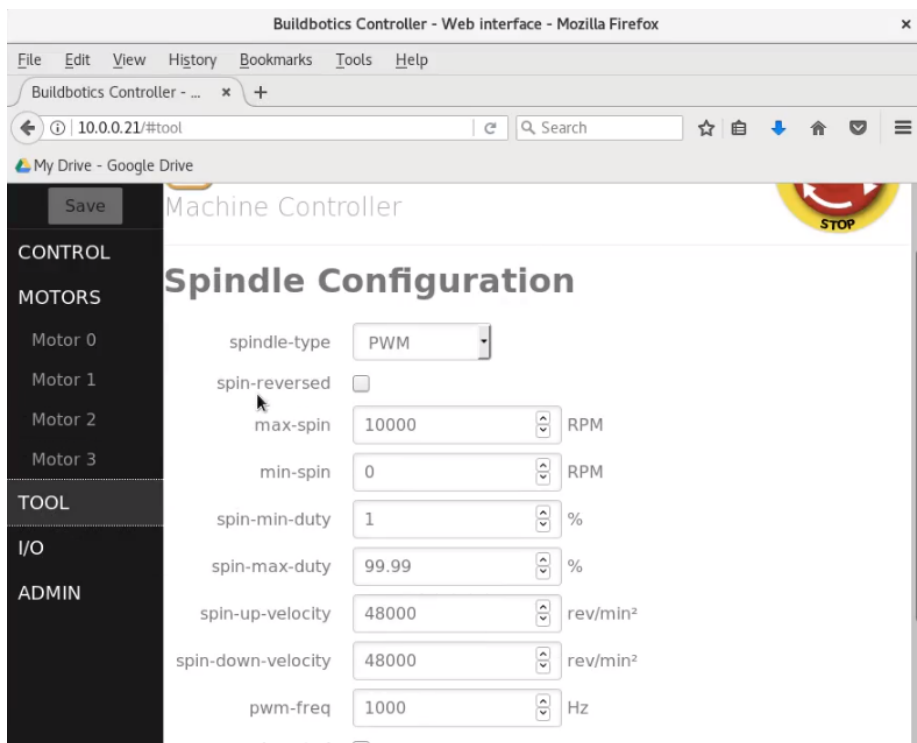 Buildbotics Controller - Web interface - Mozilla Firefox
File Edit View History Bookmarks Tools Help
Buildbotics Controller - ...
10.0.0.21/#tool
Search
My Drive - Google Drive
Save
Machine Controller
STOP
CONTROL
MOTORS
Motor 0
Motor 1
Motor 2
Motor 3
TOOL
I/O
ADMIN
Spindle Configuration
spindle-type PWM
spin-reversed
max-spin 10000 RPM
min-spin 0 RPM
spin-min-duty 1 %
spin-max-duty 99.99 %
spin-up-velocity 48000 rev/min²
spin-down-velocity 48000 rev/min²
pwm-freq 1000 Hz